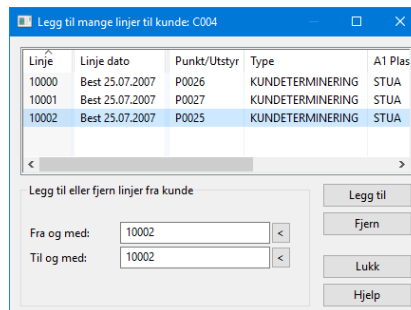 Legg til mange linjer til kunde: C004
Linje Linje dato Punkt/Utstyr Type A1 Plas
10000 Best 25.07.2007 P0026 KUNDETERMINERING STUA
10001 Best 25.07.2007 P0027 KUNDETERMINERING STUA
10002 Best 25.07.2007 P0025 KUNDETERMINERING STUA
Legg til eller fjern linjer fra kunde
Legg til
Fra og med: 10002 <
Fjern
Til og med: 10002 <
Lukk
Hjelp